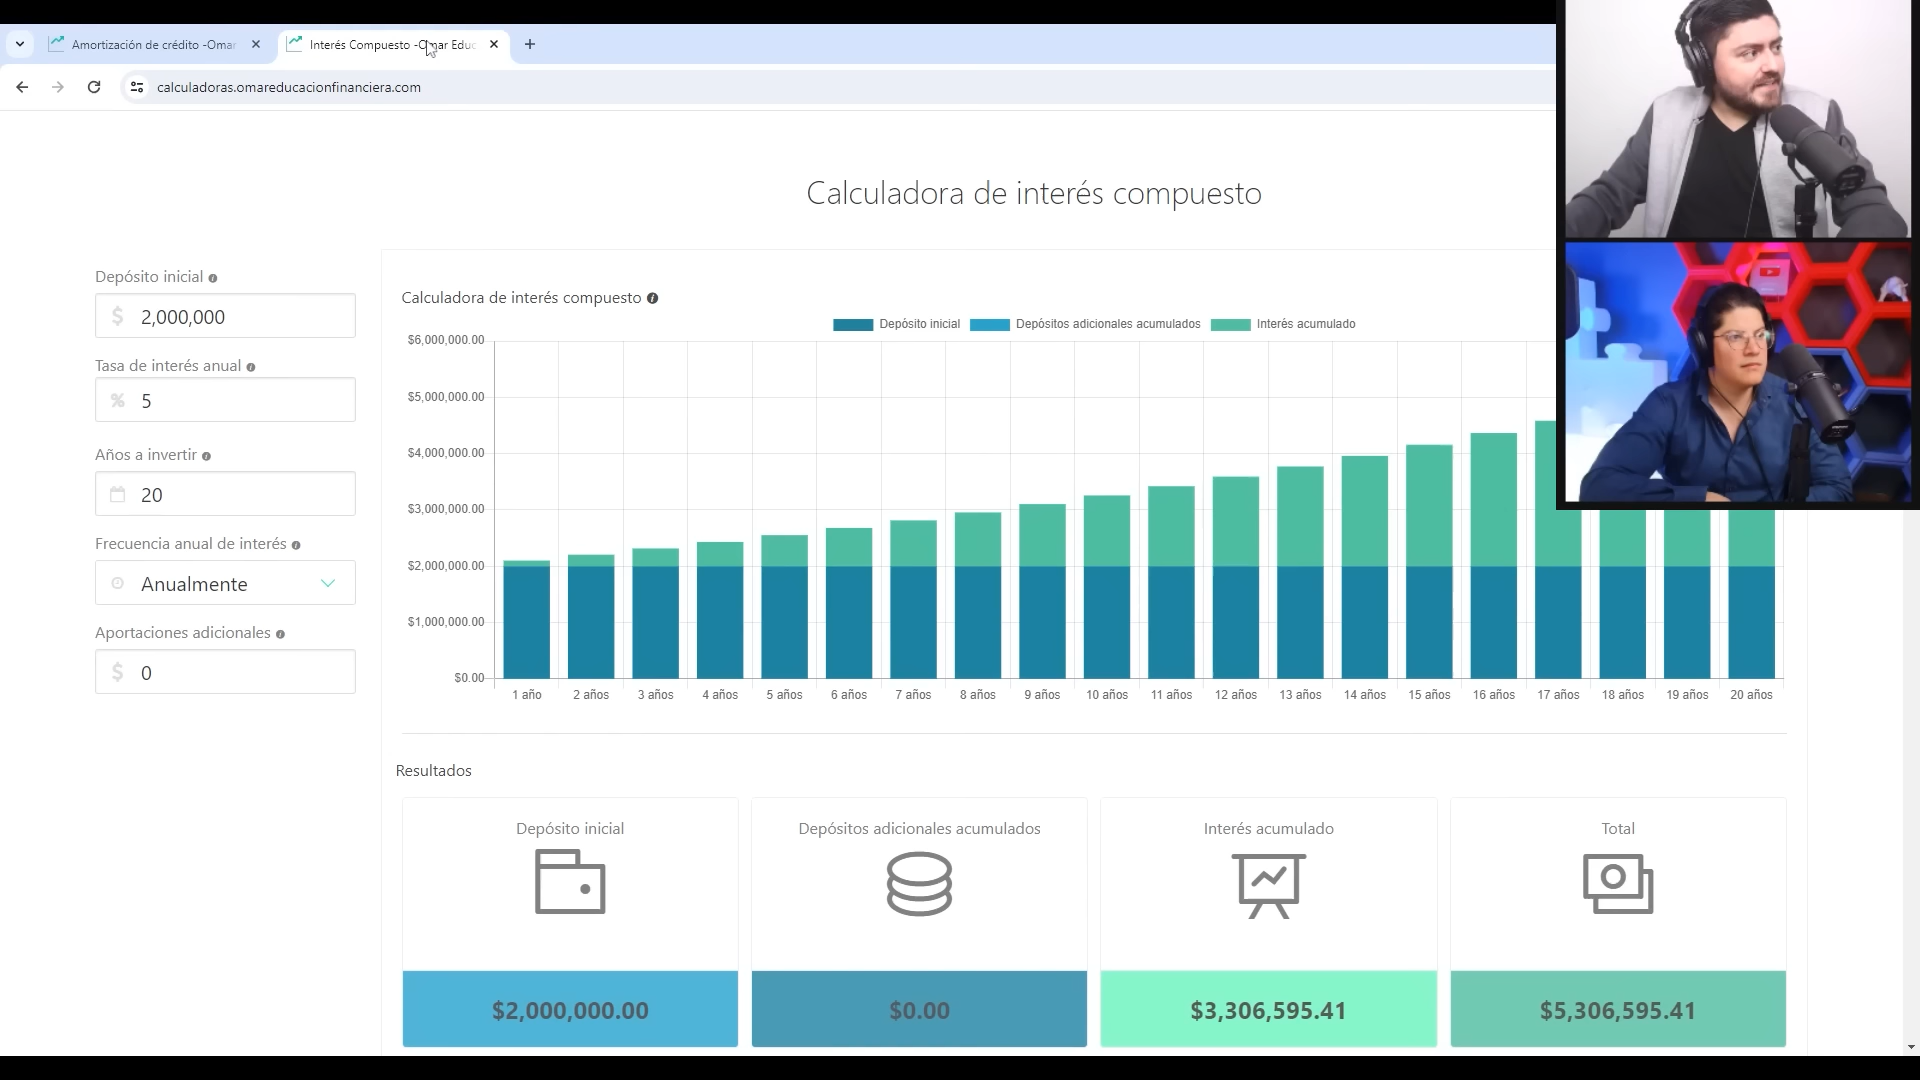 Amortización de crédito -Omar
Interés Compuesto -Omar Educ
calculadoras.omareducacionfinanciera.com
Calculadora de interés compuesto
Depósito inicial
$ 2,000,000
Tasa de interés anual
% 5
Años a invertir
20
Frecuencia anual de interés
Anualmente
Aportaciones adicionales
$ 0
Calculadora de interés compuesto
Depósito inicial Depósitos adicionales acumulados Interés acumulado
$6,000,000.00
$5,000,000.00
$4,000,000.00
$3,000,000.00
$2,000,000.00
$1,000,000.00
$0.00
1 año 2 años 3 años 4 años 5 años 6 años 7 años 8 años 9 años 10 años 11 años 12 años 13 años 14 años 15 años 16 años 17 años 18 años 19 años 20 años
Resultados
Depósito inicial
$2,000,000.00
Depósitos adicionales acumulados
$0.00
Interés acumulado
$3,306,595.41
Total
$5,306,595.41